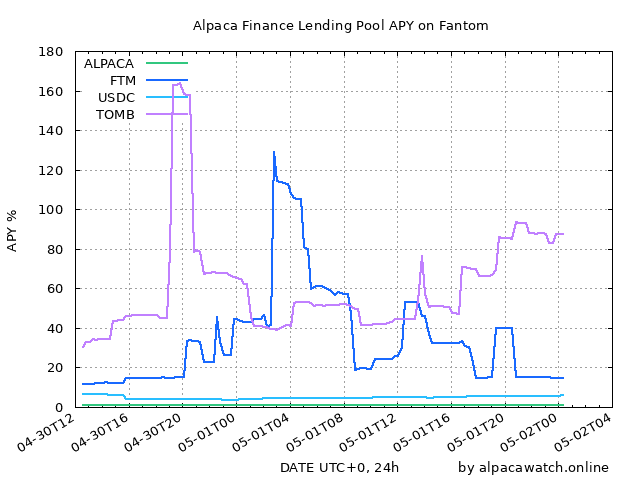 Alpaca Finance Lending Pool APY on Fantom
180
160
140
120
100
80
60
40
20
0
APY %
ALPACA
FTM
USDC
TOMB
04-30T12
04-30T16
04-30T20
05-01T00
05-01T04
05-01T08
05-01T12
05-01T16
05-01T20
05-02T00
05-02T04
DATE UTC+0, 24h
by alpacawatch.online